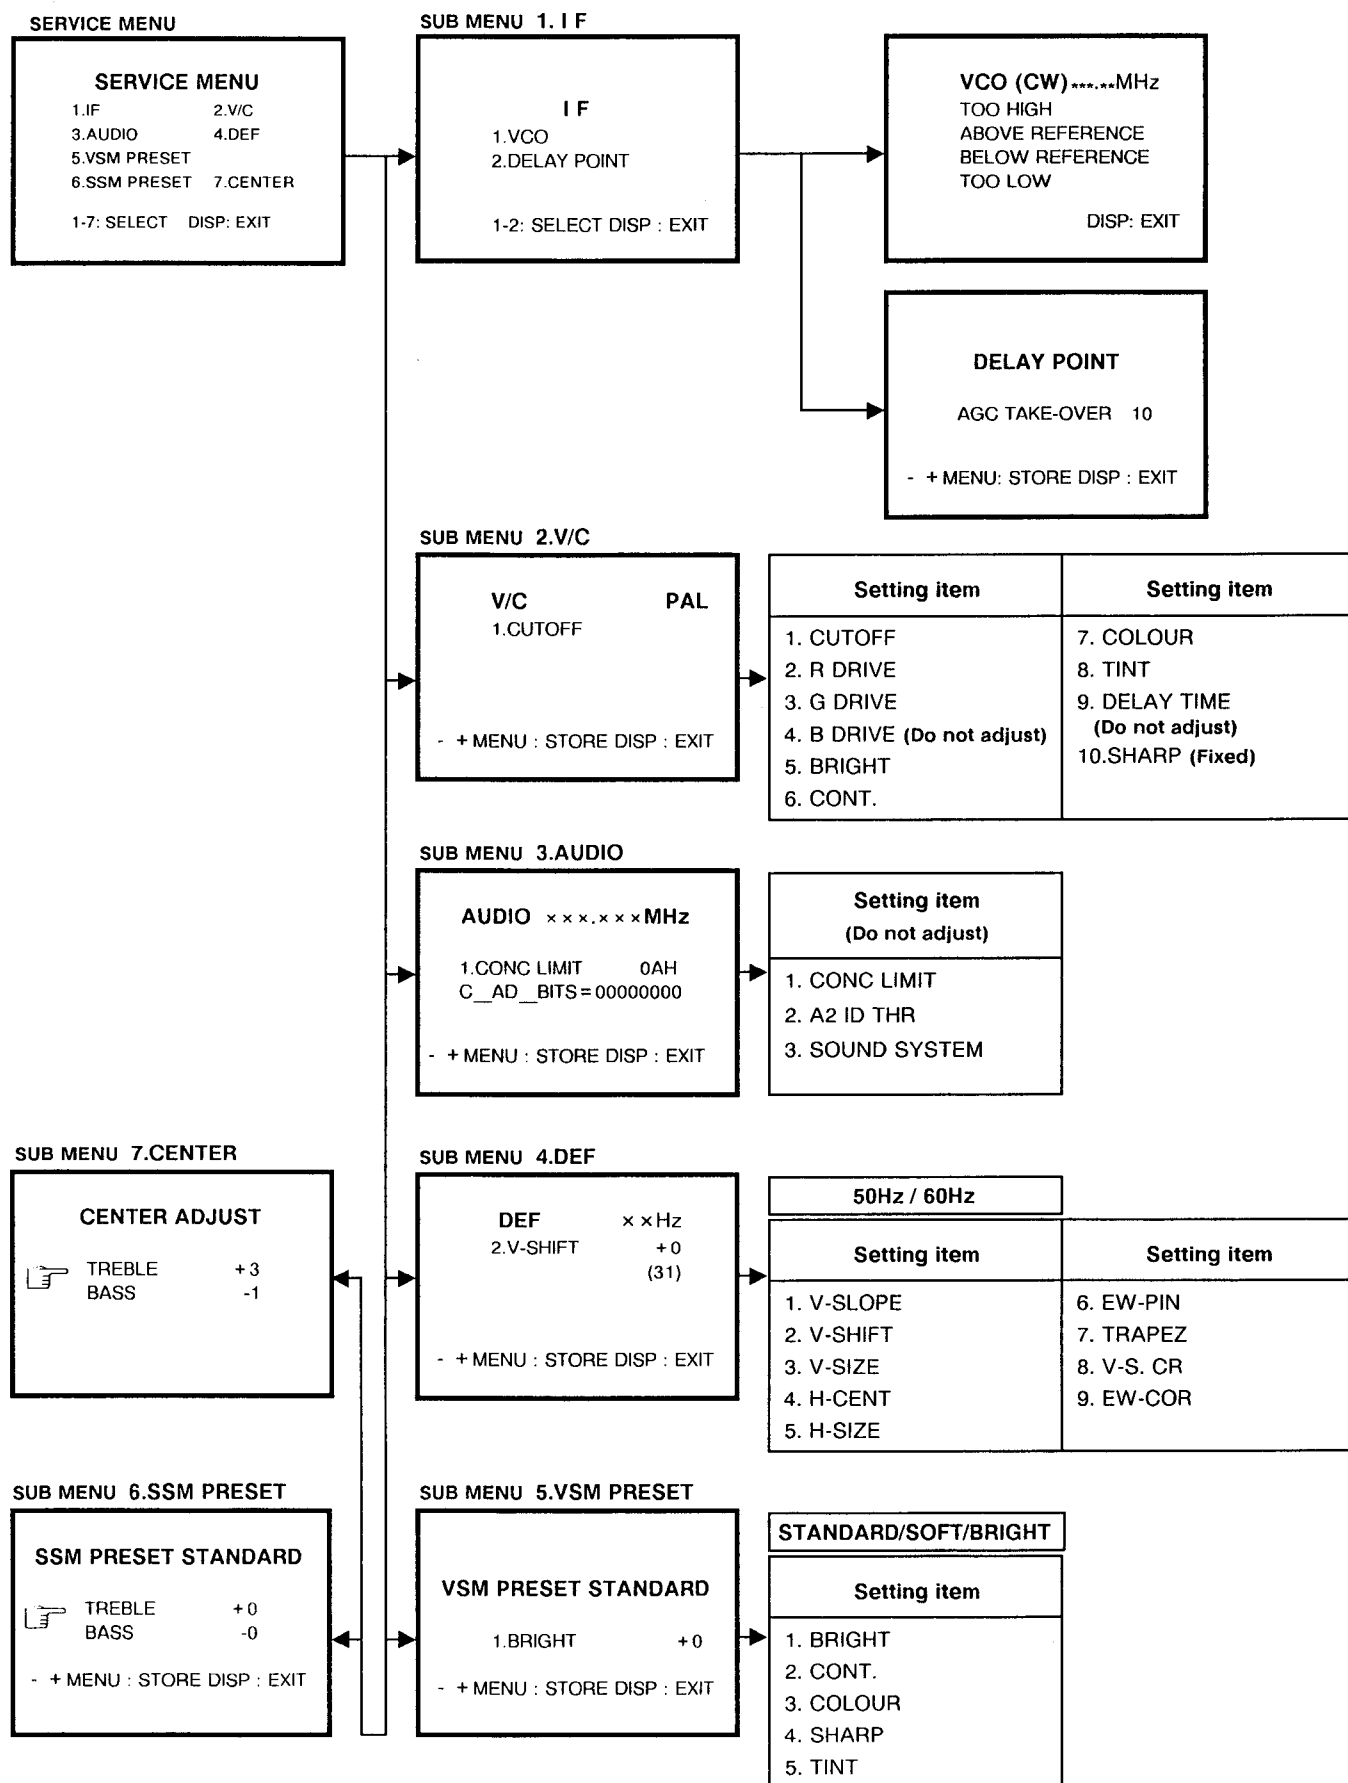 SERVICE MENU
SERVICE MENU
1.IF 2.V/C
3.AUDIO 4.DEF
5.VSM PRESET
6.SSM PRESET 7.CENTER
1-7: SELECT DISP: EXIT
SUB MENU 1. I F
I F
1.VCO
2.DELAY POINT
1-2: SELECT DISP : EXIT
VCO (CW) ***.**MHz
TOO HIGH
ABOVE REFERENCE
BELOW REFERENCE
TOO LOW
DISP: EXIT
DELAY POINT
AGC TAKE-OVER 10
- + MENU: STORE DISP : EXIT
SUB MENU 2.V/C
V/C PAL
1.CUTOFF
- + MENU : STORE DISP : EXIT
Setting item
1. CUTOFF
2. R DRIVE
3. G DRIVE
4. B DRIVE (Do not adjust)
5. BRIGHT
6. CONT.
Setting item
7. COLOUR
8. TINT
9. DELAY TIME
(Do not adjust)
10.SHARP (Fixed)
SUB MENU 3.AUDIO
AUDIO ×××.×××MHz
1.CONC LIMIT 0AH
C__AD__BITS=00000000
- + MENU : STORE DISP : EXIT
Setting item
(Do not adjust)
1. CONC LIMIT
2. A2 ID THR
3. SOUND SYSTEM
SUB MENU 7.CENTER
CENTER ADJUST
TREBLE +3
BASS -1
SUB MENU 4.DEF
DEF ××Hz
2.V-SHIFT +0
(31)
- + MENU : STORE DISP : EXIT
50Hz / 60Hz
Setting item
1. V-SLOPE
2. V-SHIFT
3. V-SIZE
4. H-CENT
5. H-SIZE
Setting item
6. EW-PIN
7. TRAPEZ
8. V-S. CR
9. EW-COR
SUB MENU 6.SSM PRESET
SSM PRESET STANDARD
TREBLE +0
BASS -0
- + MENU : STORE DISP : EXIT
SUB MENU 5.VSM PRESET
VSM PRESET STANDARD
1.BRIGHT +0
- + MENU : STORE DISP : EXIT
STANDARD/SOFT/BRIGHT
Setting item
1. BRIGHT
2. CONT.
3. COLOUR
4. SHARP
5. TINT